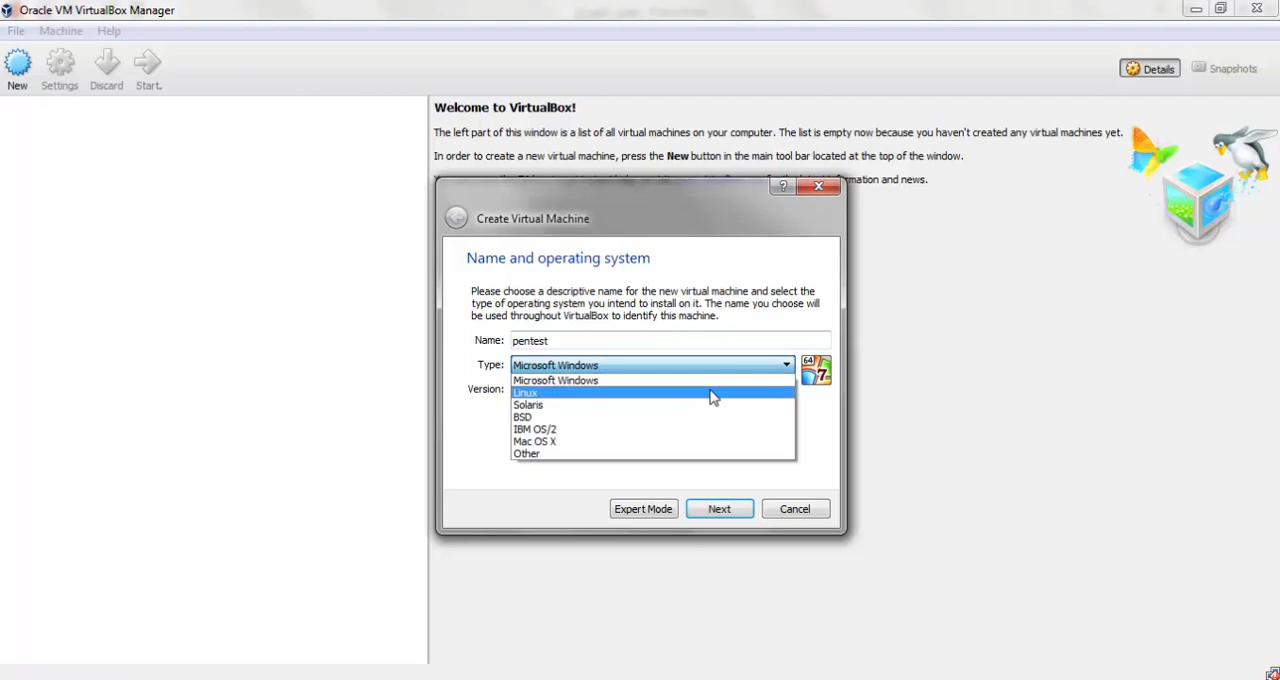 Oracle VM VirtualBox Manager
File Machine Help
New Settings Discard Start.
Details Snapshots
Welcome to VirtualBox!
The left part of this window is a list of all virtual machines on your computer. The list is empty now because you haven't created any virtual machines yet.
In order to create a new virtual machine, press the New button in the main tool bar located at the top of the window.
and news.
Create Virtual Machine
Name and operating system
Please choose a descriptive name for the new virtual machine and select the
type of operating system you intend to install on it. The name you choose will
be used throughout VirtualBox to identify this machine.
Name: pentest
Type: Microsoft Windows
64
7
Microsoft Windows
Version:
Linux
Solaris
BSD
IBM OS/2
Mac OS X
Other
Expert Mode Next Cancel